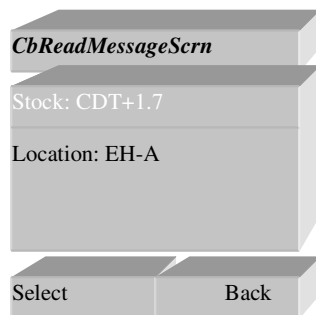 CbReadMessageScrn
Stock: CDT+1.7
Location: EH-A
Select Back